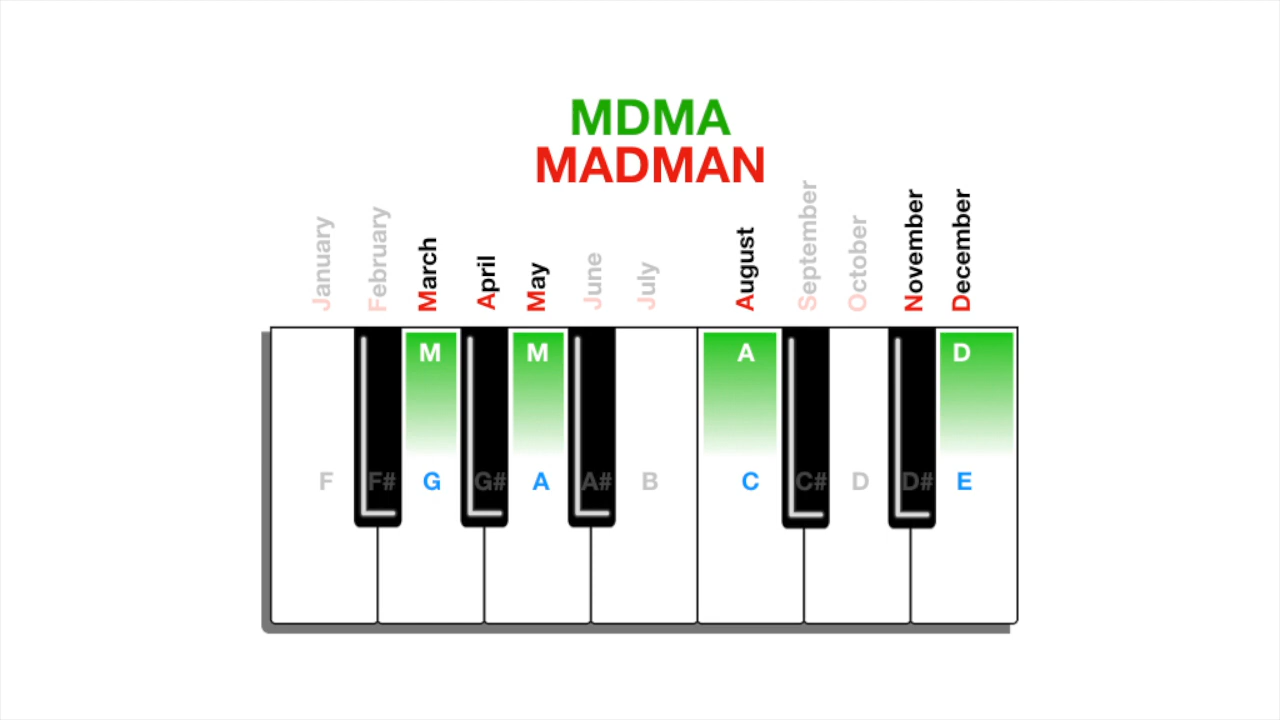 MDMA
MADMAN
January February March April May June July August September October November December
M M A D
F F# G G# A A# B C C# D D# E